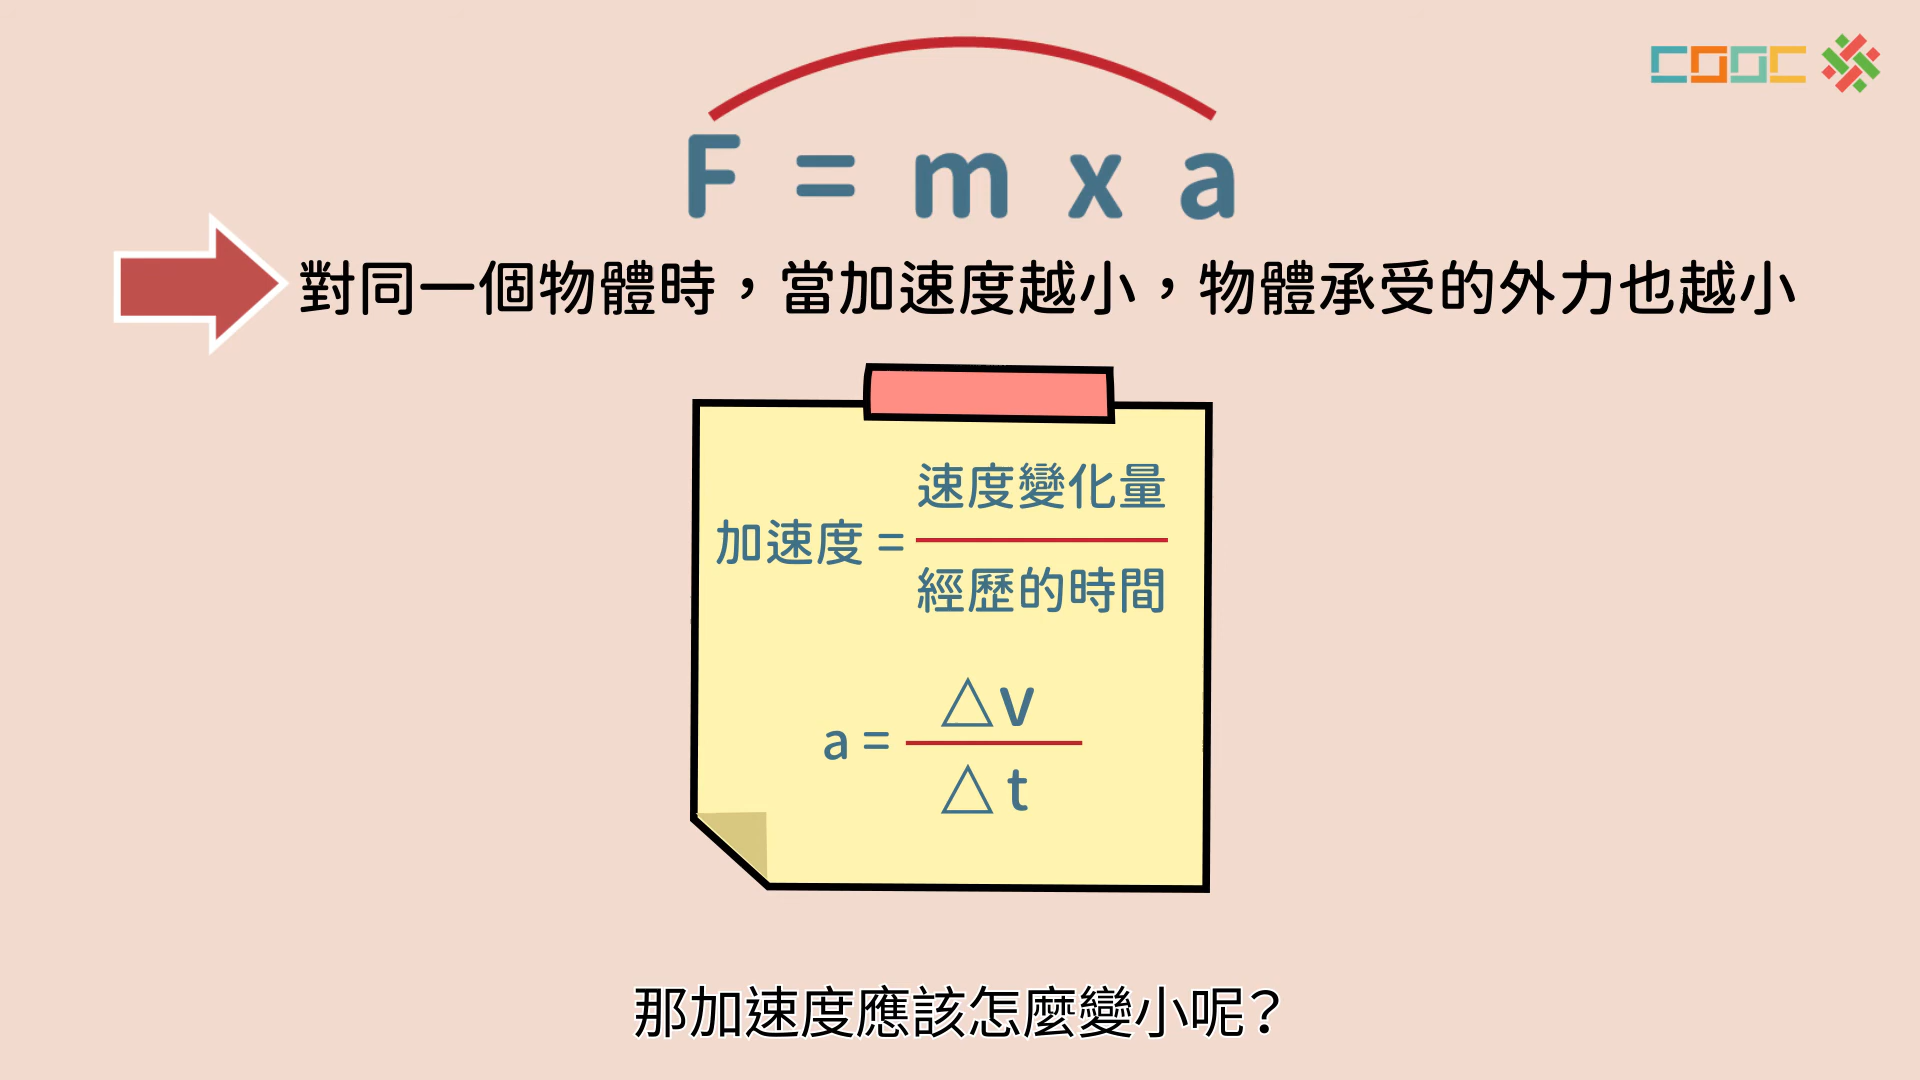 COOC
F = m x a
對同一個物體時，當加速度越小，物體承受的外力也越小
速度變化量
加速度 =
經歷的時間
△v
a =
△t
那加速度應該怎麼變小呢？